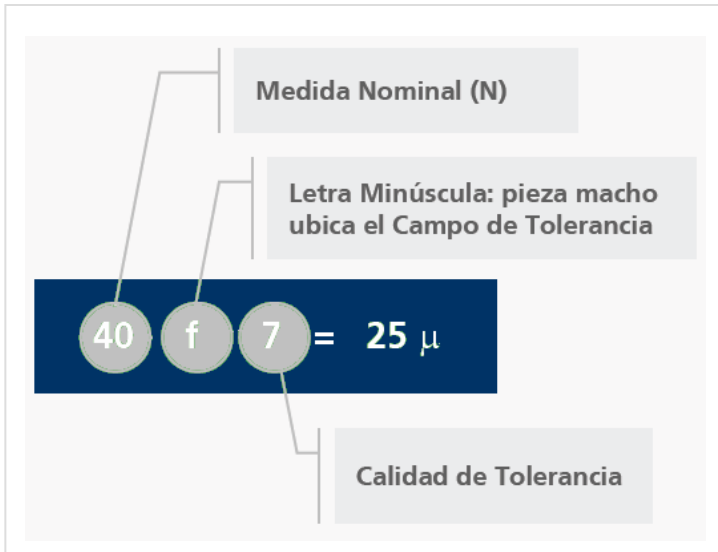 Medida Nominal (N)
Letra Minúscula: pieza macho
ubica el Campo de Tolerancia
40 f 7 = 25 μ
Calidad de Tolerancia